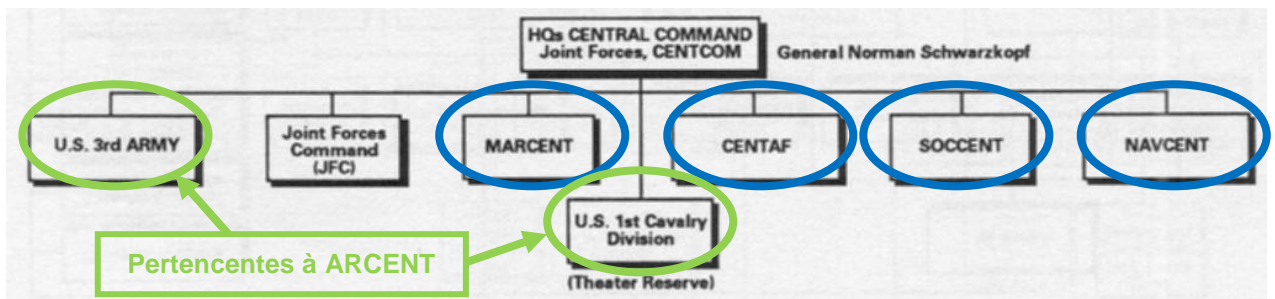 HQs CENTRAL COMMAND
Joint Forces, CENTCOM
General Norman Schwarzkopf
U.S. 3rd ARMY
Joint Forces
Command
(JFC)
MARCENT
CENTAF
SOCCENT
NAVCENT
U.S. 1st Cavalry
Division
(Theater Reserve)
Pertencentes à ARCENT